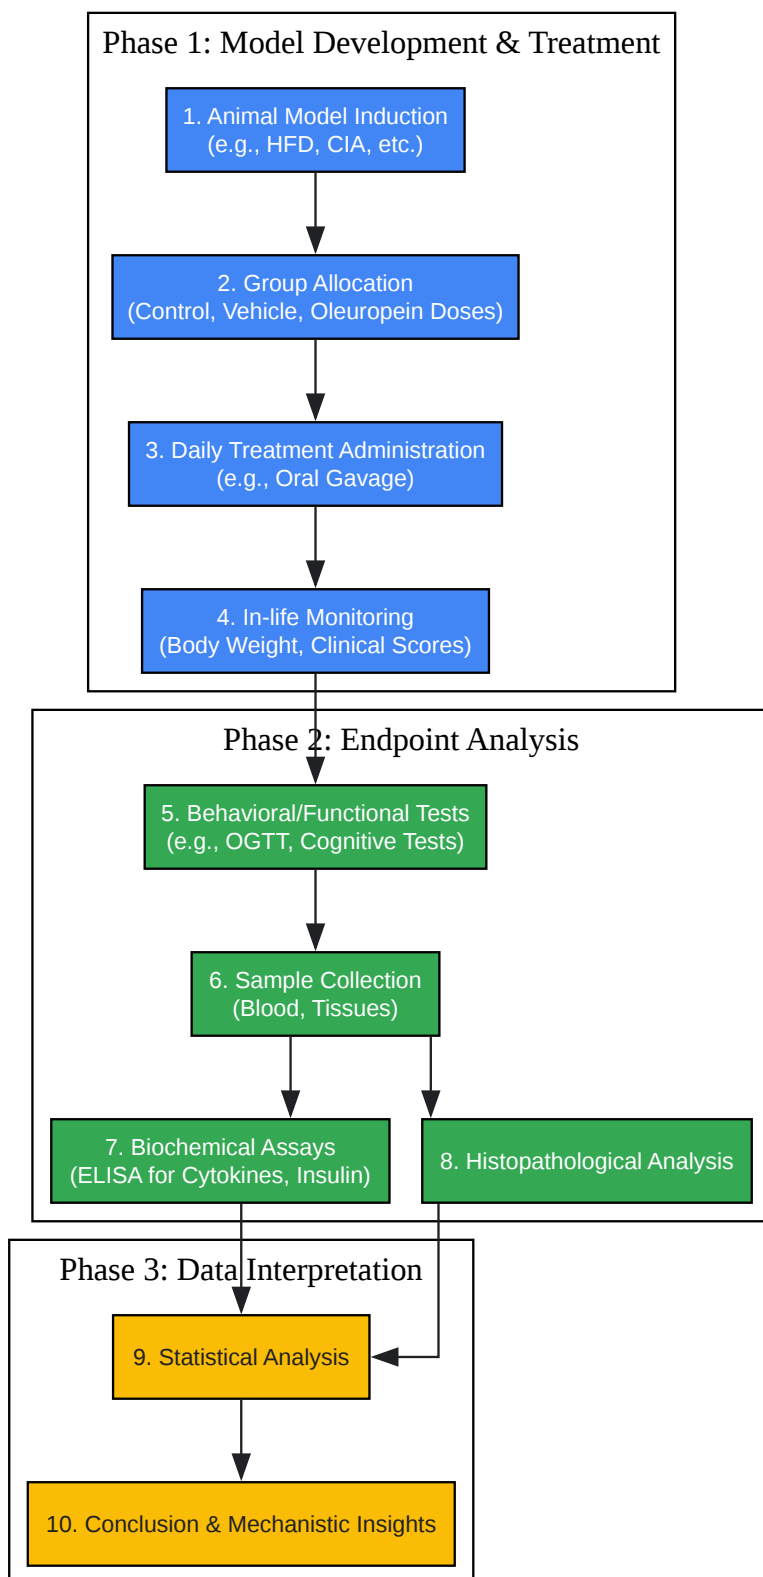 Phase 1: Model Development & Treatment
1. Animal Model Induction
(e.g., HFD, CIA, etc.)
2. Group Allocation
(Control, Vehicle, Oleuropein Doses)
3. Daily Treatment Administration
(e.g., Oral Gavage)
4. In-life Monitoring
(Body Weight, Clinical Scores)
Phase 2: Endpoint Analysis
5. Behavioral/Functional Tests
(e.g., OGTT, Cognitive Tests)
6. Sample Collection
(Blood, Tissues)
7. Biochemical Assays
(ELISA for Cytokines, Insulin)
8. Histopathological Analysis
Phase 3: Data Interpretation
9. Statistical Analysis
10. Conclusion & Mechanistic Insights